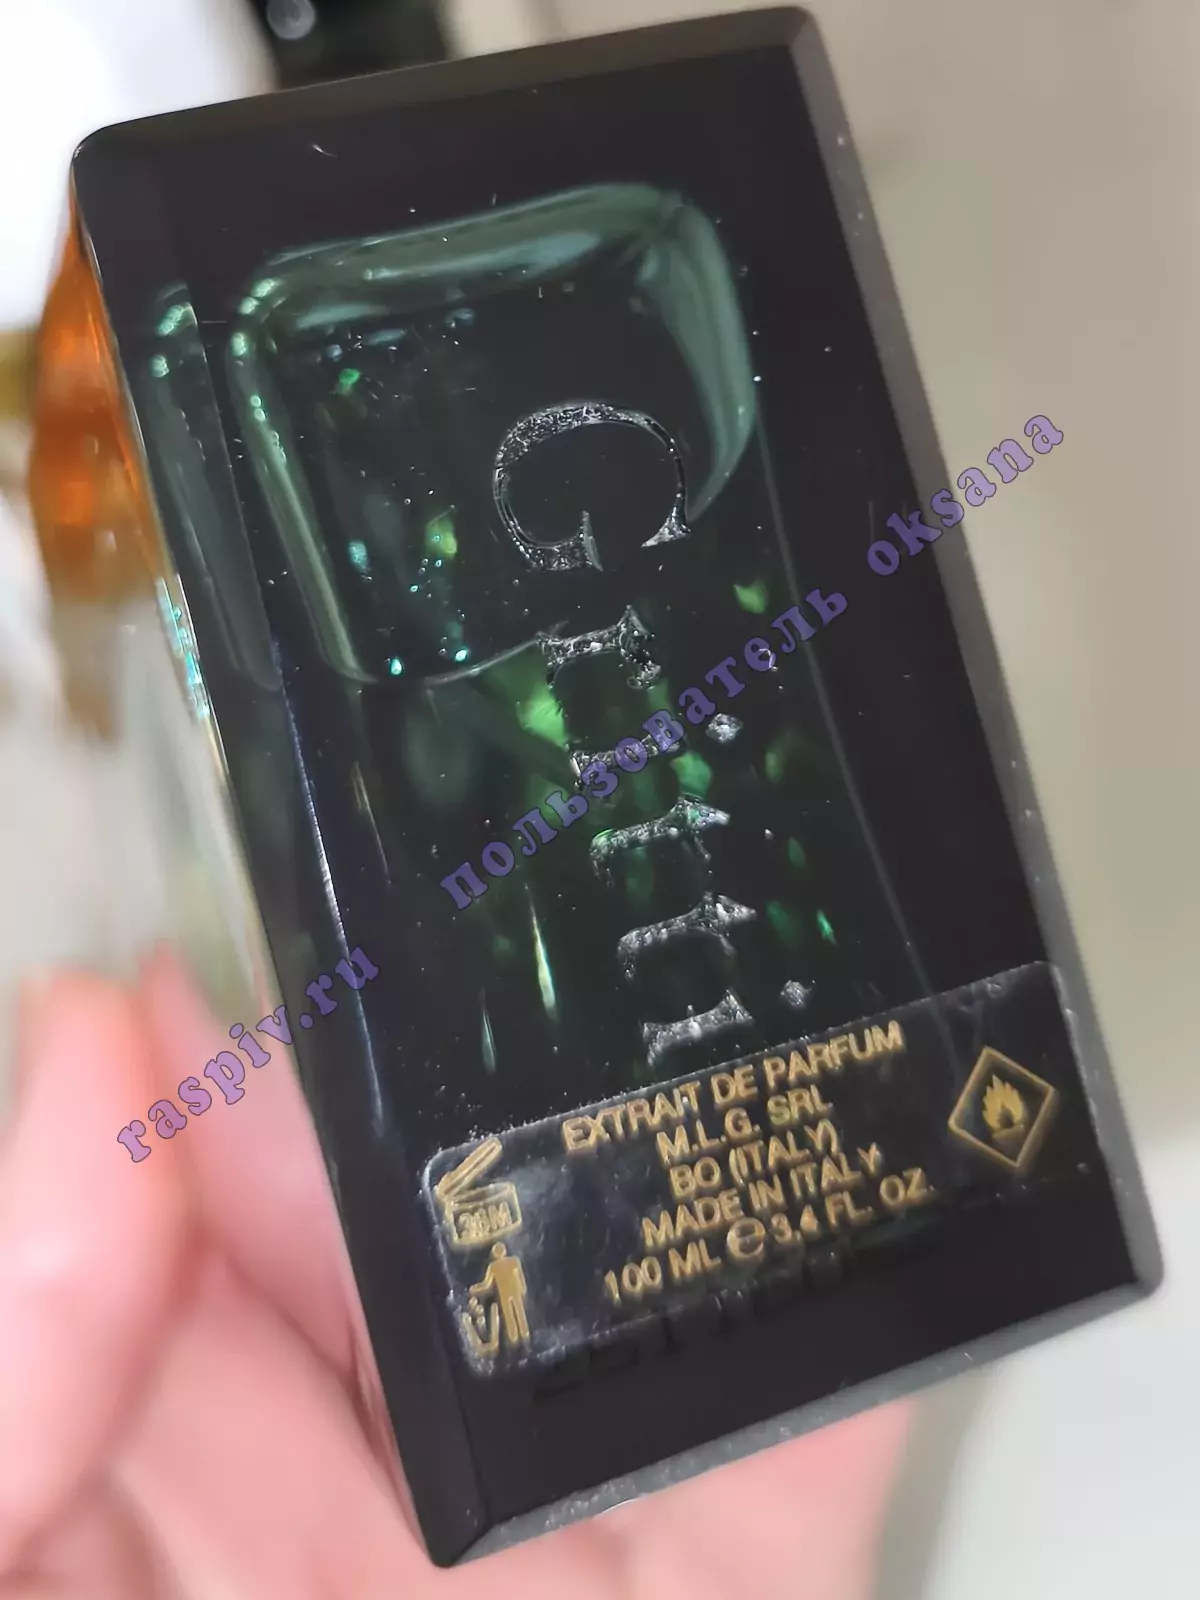 Gritti
EXTRAIT DE PARFUM
M.L.G. SRL
BO (ITALY)
MADE IN ITALY
100 ML ℮ 3,4 FL. OZ.
36M
raspiv.ru пользователь oksana